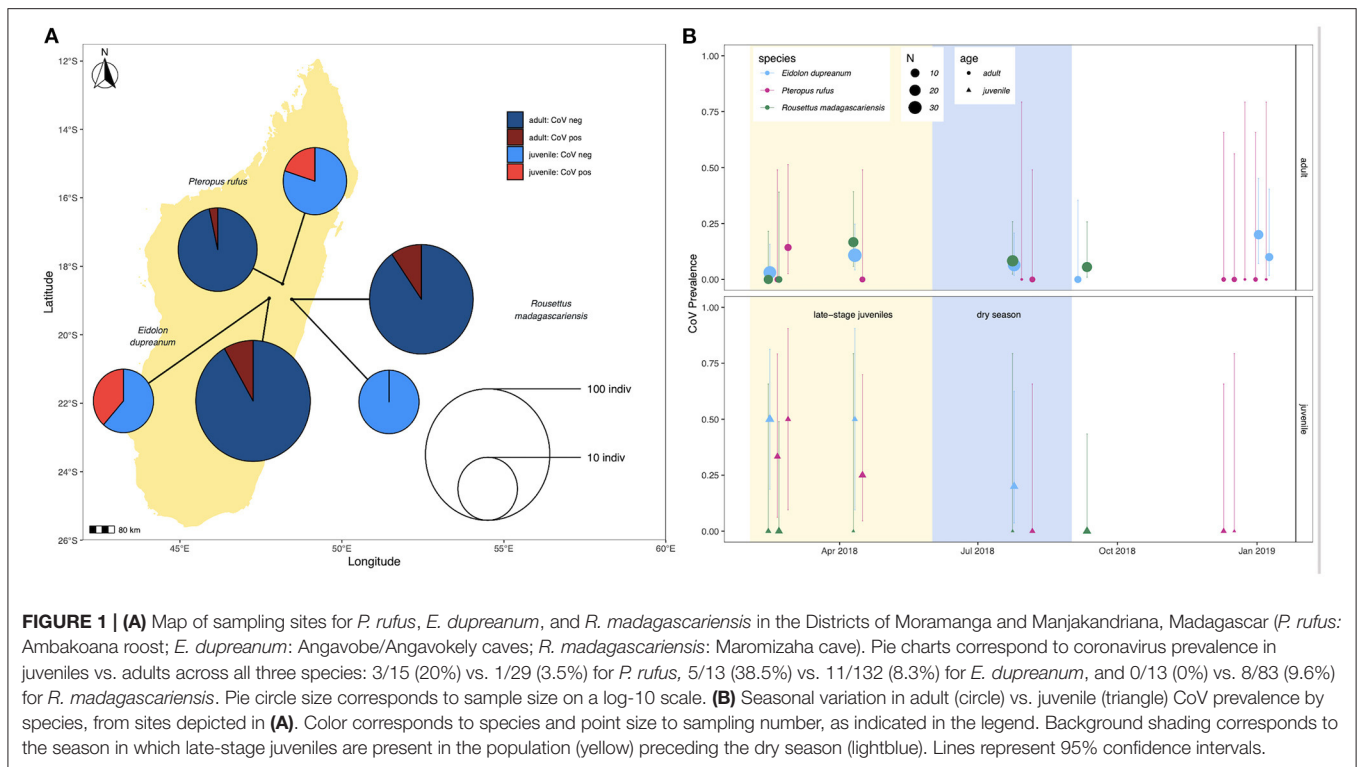 A
N
12°S
14°S
16°S
18°S
20°S
22°S
24°S
26°S
Latitude
45°E
50°E
55°E
60°E
Longitude
80 km
adult: CoV neg
adult: CoV pos
juvenile: CoV neg
juvenile: CoV pos
Pteropus rufus
Rousettus
madagascariensis
Eidolon
dupreanum
100 indiv
10 indiv
B
species
Eidolon dupreanum
Pteropus rufus
Rousettus madagascariensis
N
10
20
30
age
adult
juvenile
1.00
0.75
0.50
0.25
0.00
adult
CoV Prevalence
late-stage juveniles
dry season
1.00
0.75
0.50
0.25
0.00
juvenile
Apr 2018
Jul 2018
Oct 2018
Jan 2019
FIGURE 1 | (A) Map of sampling sites for P. rufus, E. dupreanum, and R. madagascariensis in the Districts of Moramanga and Manjakandriana, Madagascar (P. rufus:
Ambakoana roost; E. dupreanum: Angavobe/Angavokely caves; R. madagascariensis: Maromizaha cave). Pie charts correspond to coronavirus prevalence in
juveniles vs. adults across all three species: 3/15 (20%) vs. 1/29 (3.5%) for P. rufus, 5/13 (38.5%) vs. 11/132 (8.3%) for E. dupreanum, and 0/13 (0%) vs. 8/83 (9.6%)
for R. madagascariensis. Pie circle size corresponds to sample size on a log-10 scale. (B) Seasonal variation in adult (circle) vs. juvenile (triangle) CoV prevalence by
species, from sites depicted in (A). Color corresponds to species and point size to sampling number, as indicated in the legend. Background shading corresponds to
the season in which late-stage juveniles are present in the population (yellow) preceding the dry season (lightblue). Lines represent 95% confidence intervals.